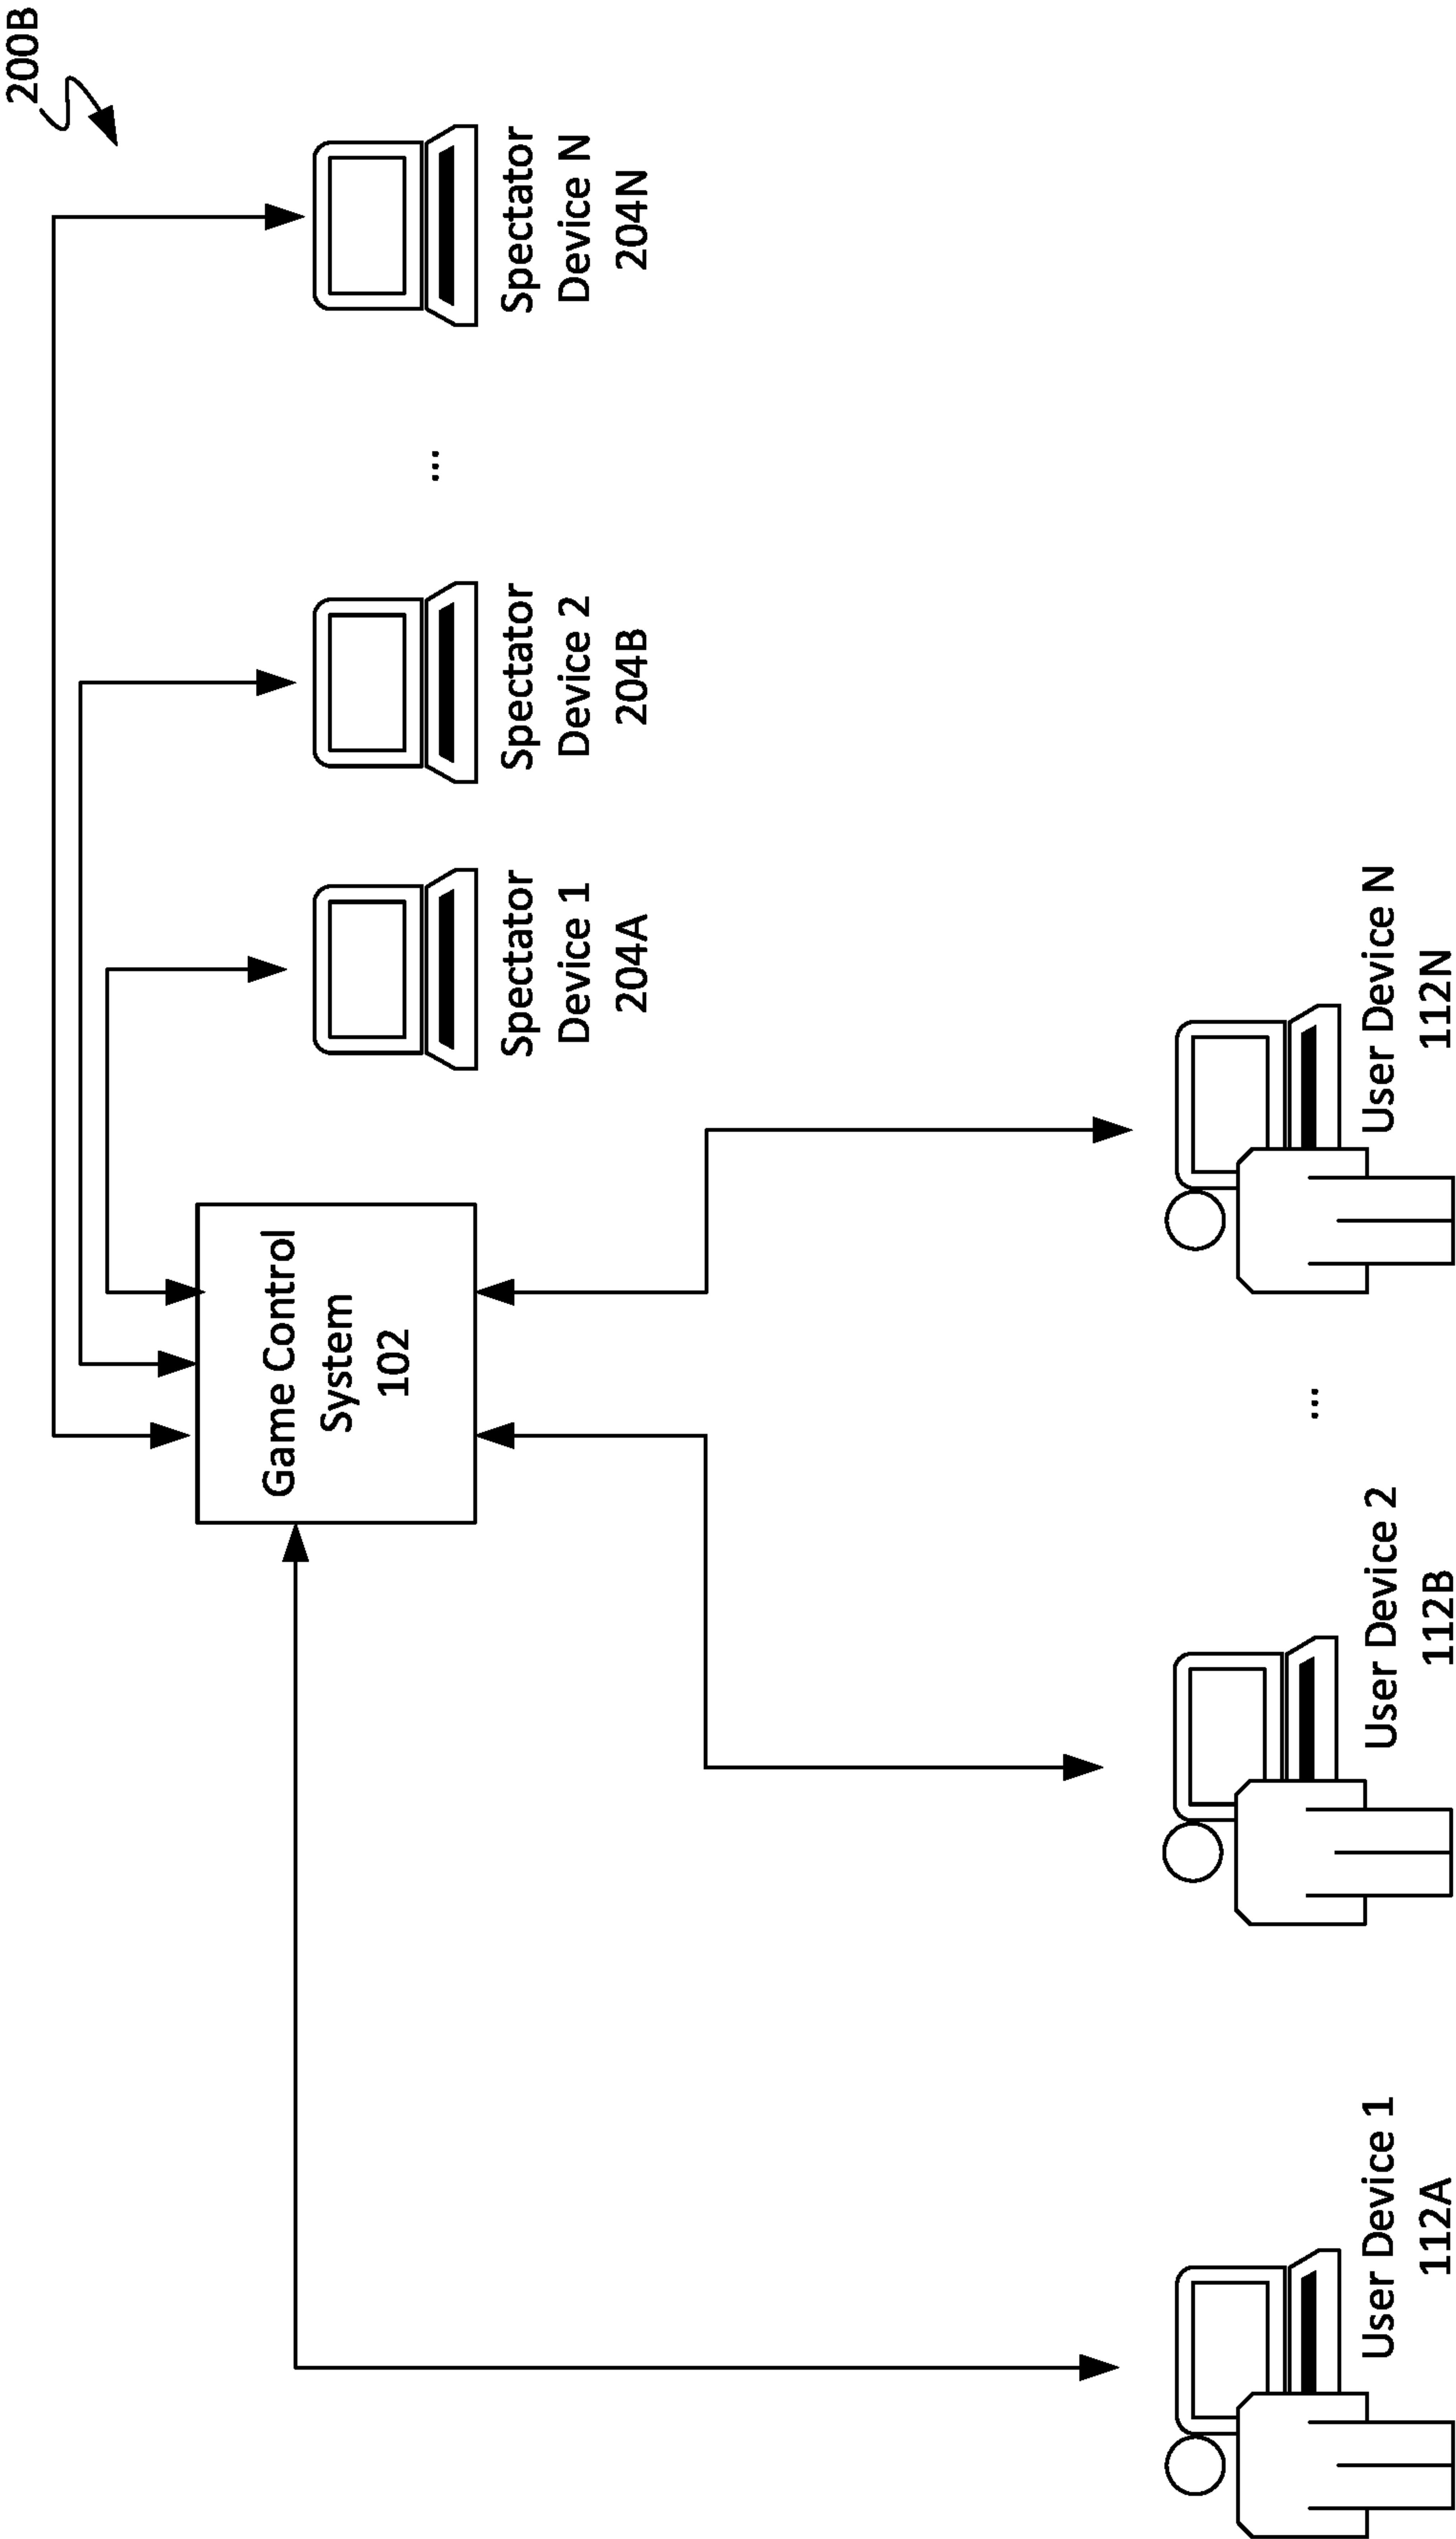 200B
Game Control
System
102
Spectator
Device 1
204A
Spectator
Device 2
204B
...
Spectator
Device N
204N
User Device 1
112A
User Device 2
112B
...
User Device N
112N